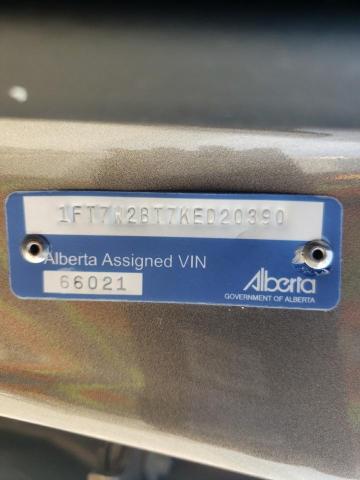 1FT7W2BT7KED20390
Alberta Assigned VIN
66021
Alberta
GOVERNMENT OF ALBERTA